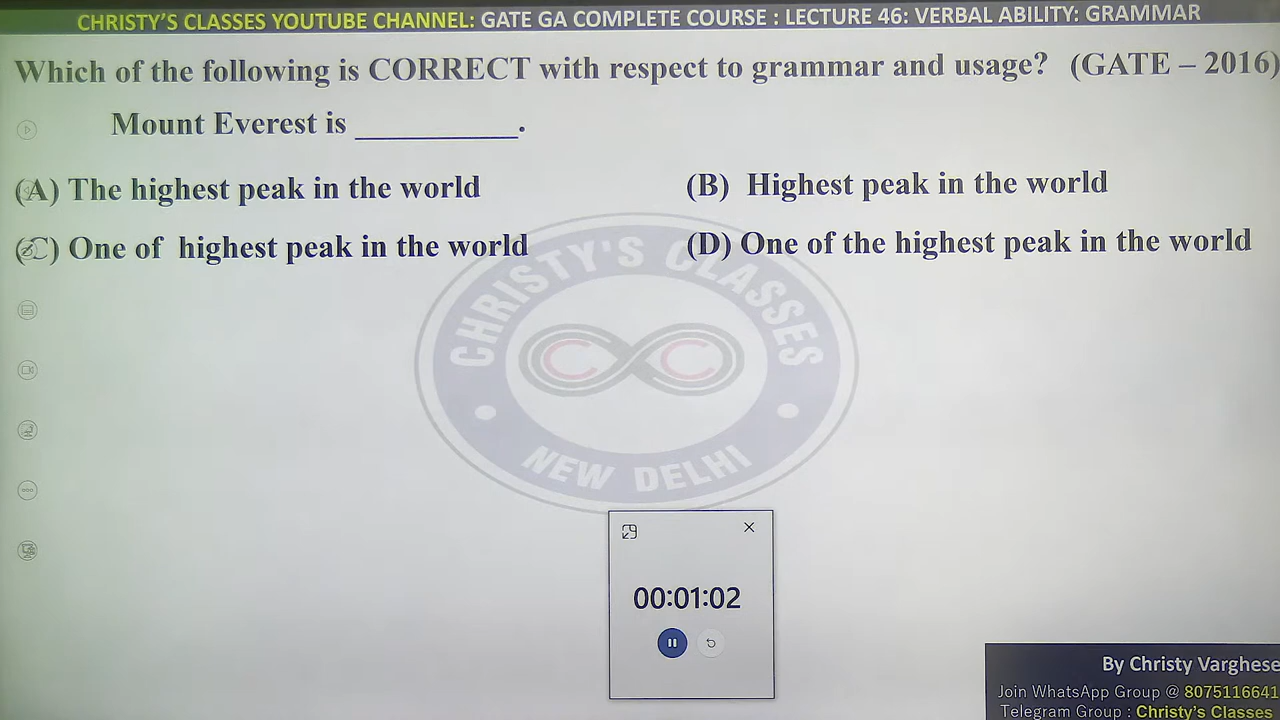 CHRISTY'S CLASSES YOUTUBE CHANNEL: GATE GA COMPLETE COURSE : LECTURE 46: VERBAL ABILITY: GRAMMAR
Which of the following is CORRECT with respect to grammar and usage? (GATE – 2016)
Mount Everest is __________.
(A) The highest peak in the world
(B) Highest peak in the world
(C) One of highest peak in the world
(D) One of the highest peak in the world
CHRISTY'S CLASSES
NEW DELHI
00:01:02
By Christy Varghese
Join WhatsApp Group @ 8075116641
Telegram Group : Christy's Classes